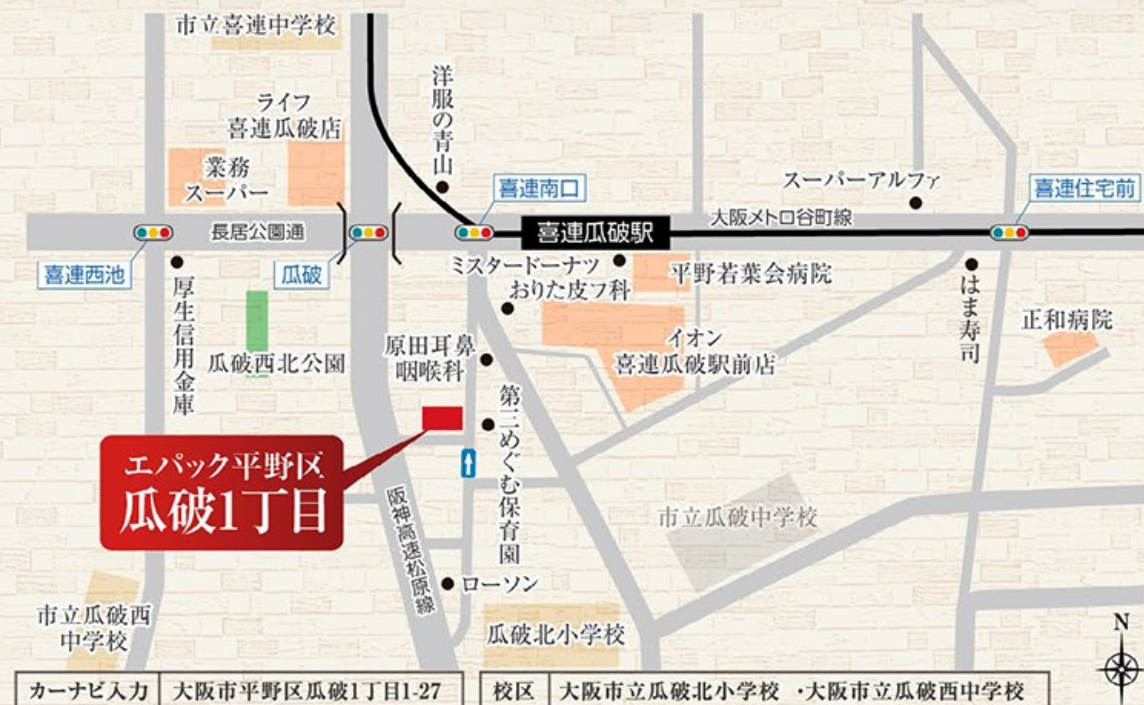 市立喜連中学校
ライフ
喜連瓜破店
業務
スーパー
洋服の青山
喜連南口
スーパーアルファ
喜連住宅前
長居公園通
喜連瓜破駅
大阪メトロ谷町線
喜連西池
瓜破
ミスタードーナツ
おりた皮フ科
平野若葉会病院
厚生信用金庫
瓜破西北公園
原田耳鼻
咽喉科
イオン
喜連瓜破駅前店
はま寿司
正和病院
第三めぐむ保育園
エパック平野区
瓜破1丁目
阪神高速松原線
市立瓜破中学校
ローソン
市立瓜破西
中学校
瓜破北小学校
N
カーナビ入力 大阪市平野区瓜破1丁目1-27
校区 大阪市立瓜破北小学校 ・大阪市立瓜破西中学校